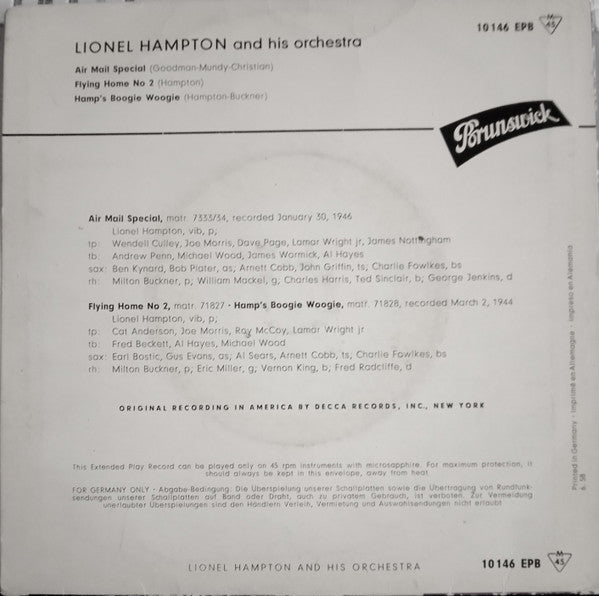 10146 EPB M 45
LIONEL HAMPTON and his orchestra
Air Mail Special (Goodman-Mundy-Christian)
Flying Home No 2 (Hampton)
Hamp's Boogie Woogie (Hampton-Buckner)
Brunswick
Air Mail Special, matr. 7333/34, recorded January 30, 1946
Lionel Hampton, vib, p;
tp: Wendell Culley, Joe Morris, Dave Page, Lamar Wright jr, James Nottingham
tb: Andrew Penn, Michael Wood, James Wormick, Al Hayes
sax: Ben Kynard, Bob Plater, as; Arnett Cobb, John Griffin, ts; Charlie Fowlkes, bs
rh: Milton Buckner, p; William Mackel, g; Charles Harris, Ted Sinclair, b; George Jenkins, d
Flying Home No 2, matr. 71827 - Hamp's Boogie Woogie, matr. 71828, recorded March 2, 1944
Lionel Hampton, vib, p;
tp: Cat Anderson, Joe Morris, Roy McCoy, Lamar Wright jr
tb: Fred Beckett, Al Hayes, Michael Wood
sax: Earl Bostic, Gus Evans, as; Al Sears, Arnett Cobb, ts; Charlie Fowlkes, bs
rh: Milton Buckner, p; Eric Miller, g; Vernon King, b; Fred Radcliffe, d
ORIGINAL RECORDING IN AMERICA BY DECCA RECORDS, INC., NEW YORK
This Extended Play Record can be played only on 45 rpm instruments with microsapphire. For maximum protection, it
should always be kept in this envelope, away from heat.
FOR GERMANY ONLY - Abgabe-Bedingung: Die Überspielung unserer Schallplatten sowie die Übertragung von Rundfunk-
sendungen unserer Schallplatten auf Band oder Draht, auch zu privatem Gebrauch, ist verboten. Zur Vermeidung
unerlaubter Überspielungen sind den Händlern Verleih, Vermietung und Auswahlsendungen nicht erlaubt
Printed in Germany · Imprimé en Allemagne · Impreso en Alemania
6. 58
LIONEL HAMPTON AND HIS ORCHESTRA
10146 EPB M 45